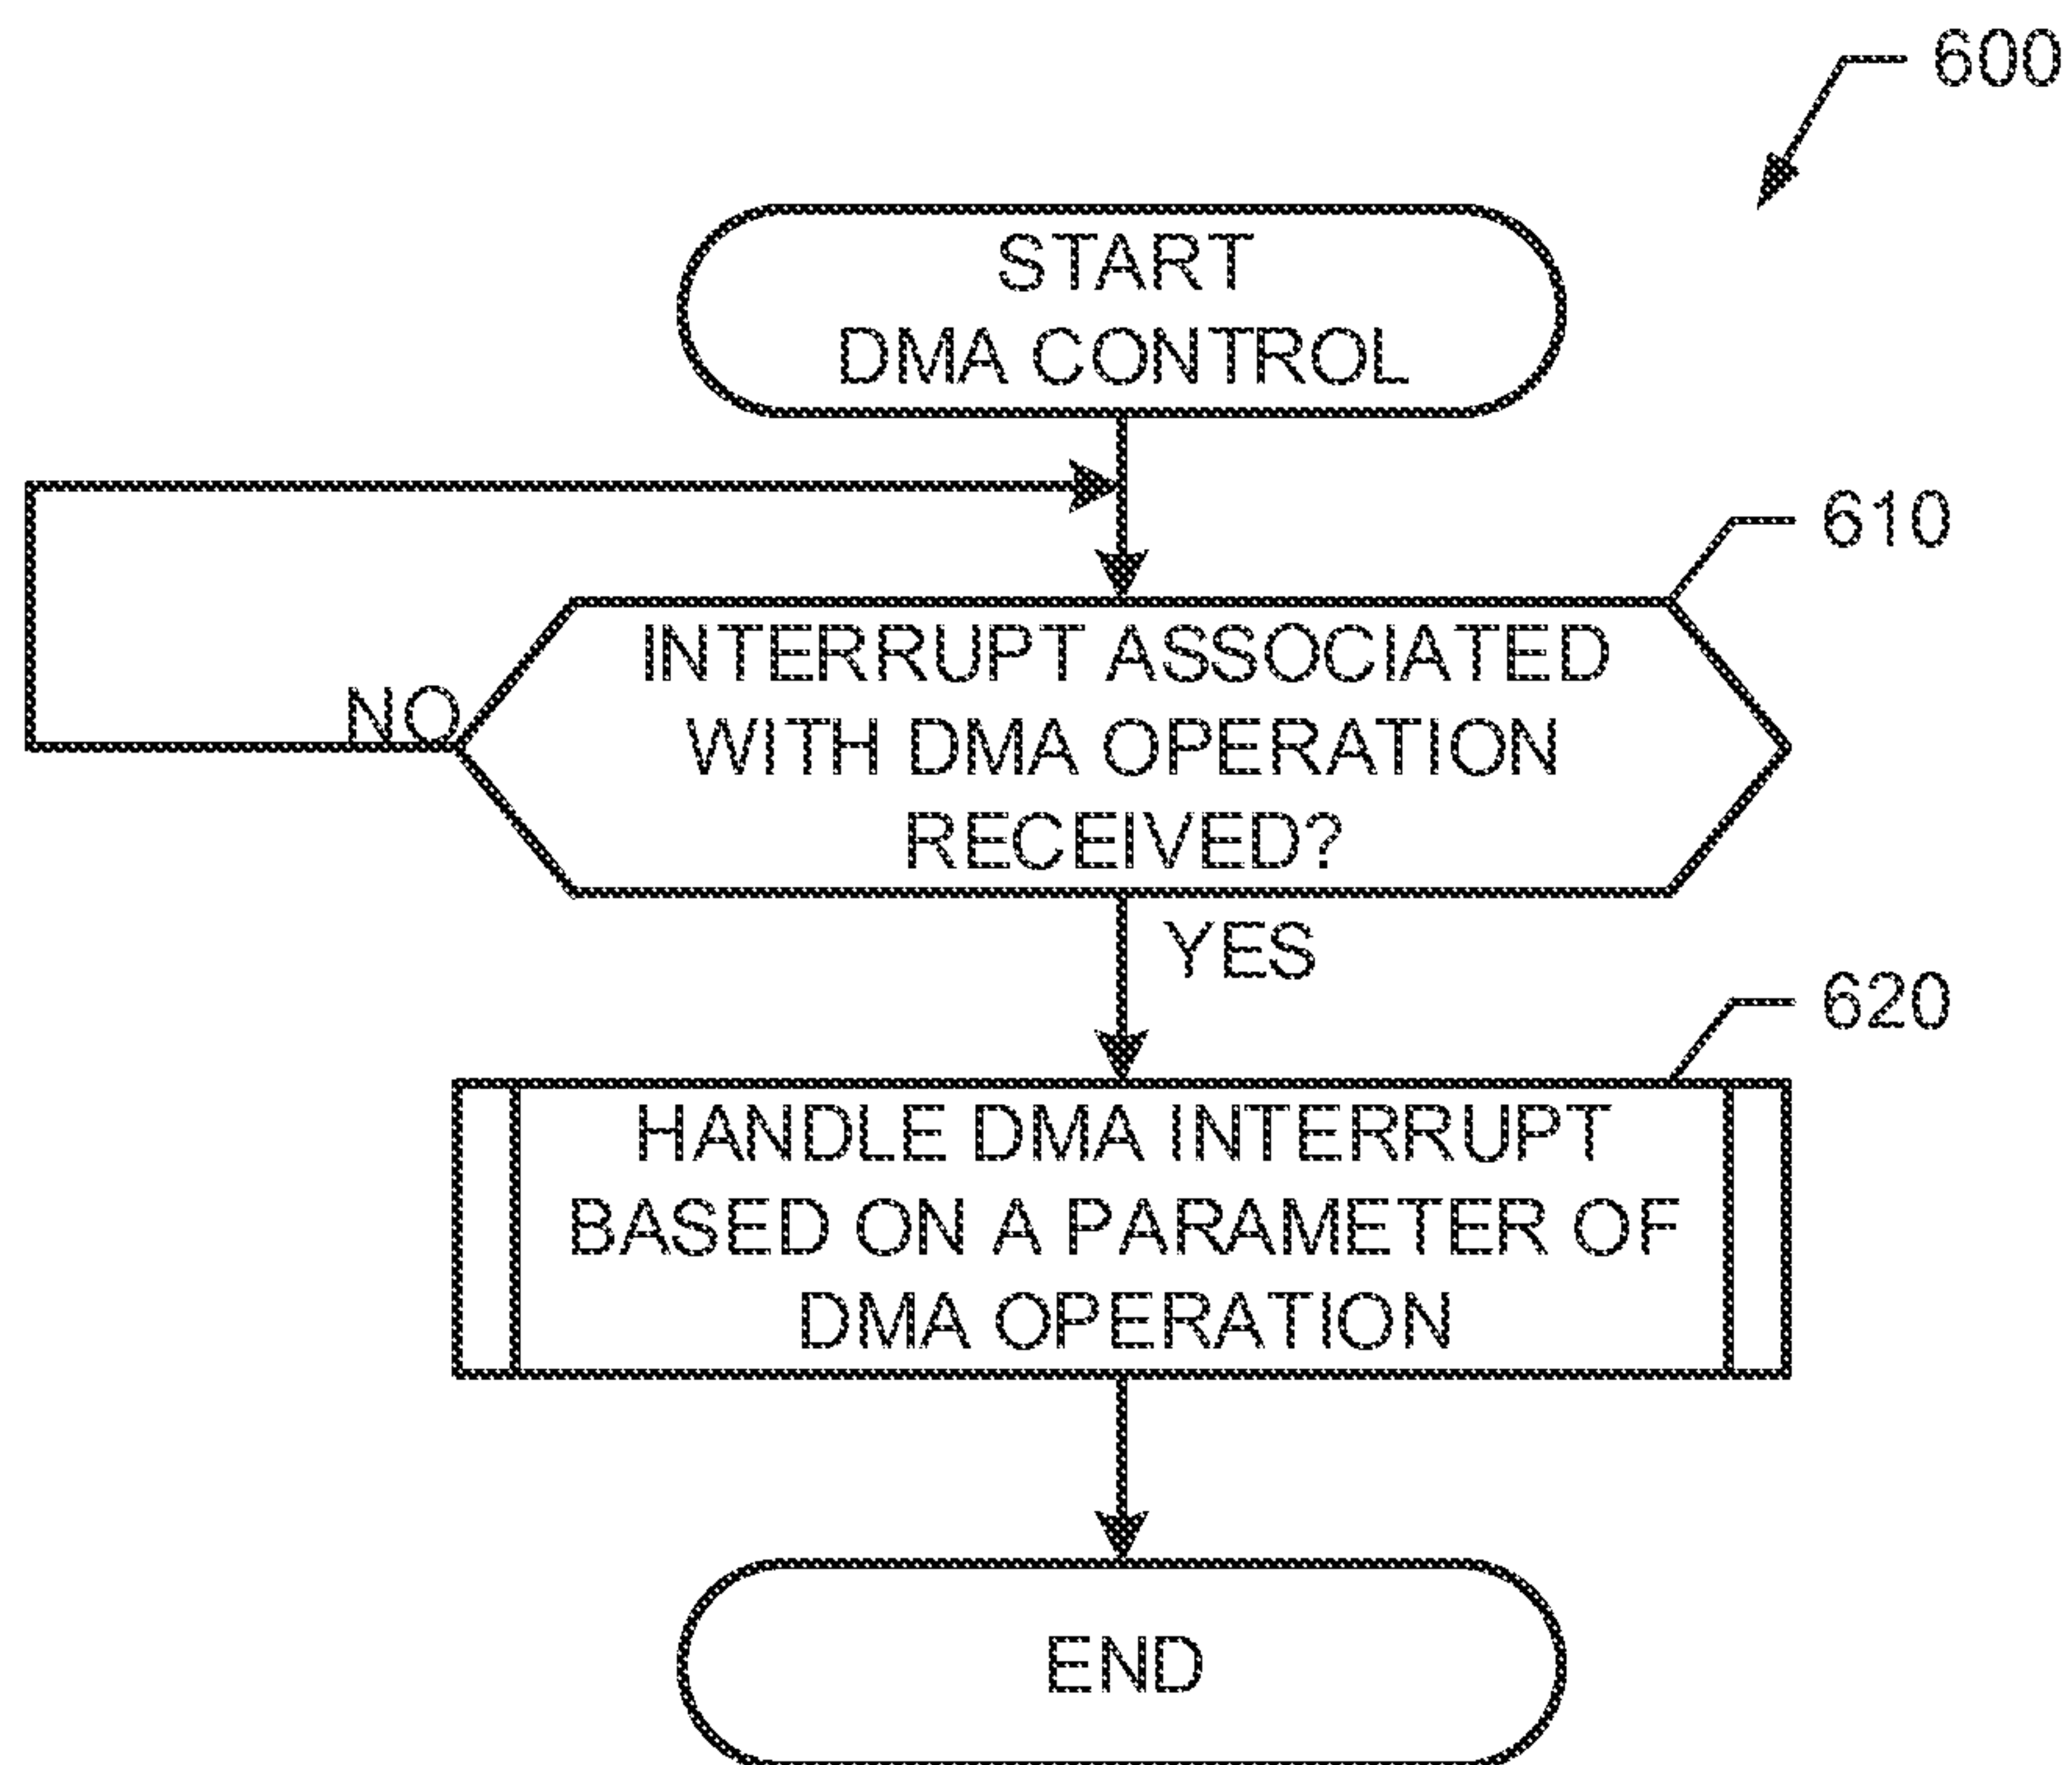 600
START
DMA CONTROL
610
INTERRUPT ASSOCIATED
WITH DMA OPERATION
RECEIVED?
NO
YES
620
HANDLE DMA INTERRUPT
BASED ON A PARAMETER OF
DMA OPERATION
END